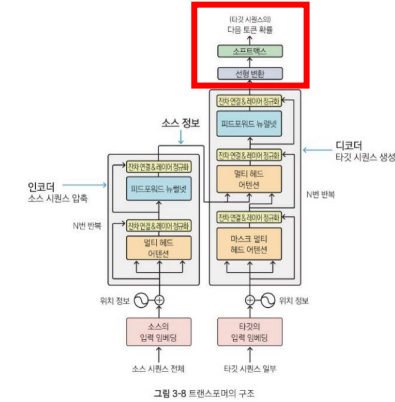 (타깃 시퀀스의)
다음 토큰 확률
소프트맥스
선형 변환
소스 정보
잔차 연결&레이어 정규화
피드포워드 뉴럴넷
디코더
타깃 시퀀스 생성
잔차 연결&레이어 정규화
멀티 헤드
어텐션
N번 반복
인코더
소스 시퀀스 압축
잔차 연결&레이어 정규화
피드포워드 뉴럴넷
N번 반복
잔차 연결&레이어 정규화
멀티 헤드
어텐션
잔차 연결&레이어 정규화
마스크 멀티
헤드 어텐션
위치 정보
위치 정보
소스의
입력 임베딩
타깃의
입력 임베딩
소스 시퀀스 전체
타깃 시퀀스 일부
그림 3-8 트랜스포머의 구조